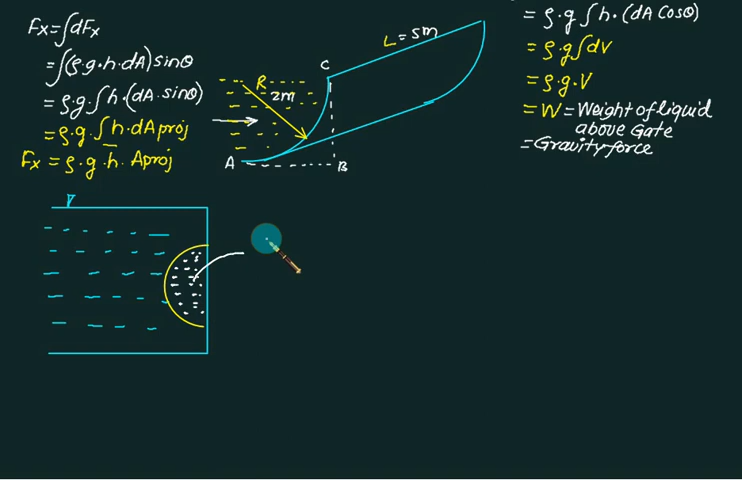 Fx = ∫dFx
= ∫(ρ·g·h·dA) sinθ
= ρ·g ∫h·(dA·sinθ)
= ρ·g·∫h·dAproj
Fx = ρ·g·h̅·Aproj
C
L = 5m
R
2m
A
B
= ρ·g ∫h·(dA Cosθ)
= ρ·g ∫dV
= ρ·g·V
= W = Weight of liquid
above Gate
= Gravity force